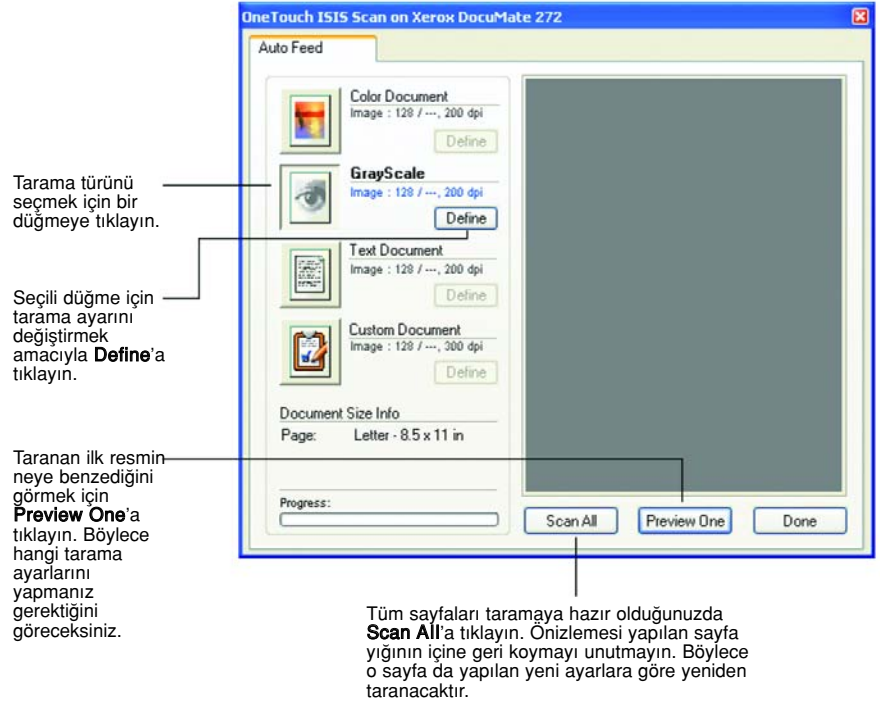 OneTouch ISIS Scan on Xerox DocuMate 272
Auto Feed
Color Document
Image : 128 / ---, 200 dpi
Define
GrayScale
Image : 128 / ---, 200 dpi
Define
Text Document
Image : 128 / ---, 200 dpi
Define
Custom Document
Image : 128 / ---, 300 dpi
Define
Document Size Info
Page: Letter - 8.5 x 11 in
Progress:
Scan All Preview One Done
Tarama türünü
seçmek için bir
düğmeye tıklayın.
Seçili düğme için
tarama ayarını
değiştirmek
amacıyla Define'a
tıklayın.
Taranan ilk resmin
neye benzediğini
görmek için
Preview One'a
tıklayın. Böylece
hangi tarama
ayarlarını
yapmanız
gerektiğini
göreceksiniz.
Tüm sayfaları taramaya hazır olduğunuzda
Scan All'a tıklayın. Önizlemesi yapılan sayfa
yığının içine geri koymayı unutmayın. Böylece
o sayfa da yapılan yeni ayarlara göre yeniden
taranacaktır.